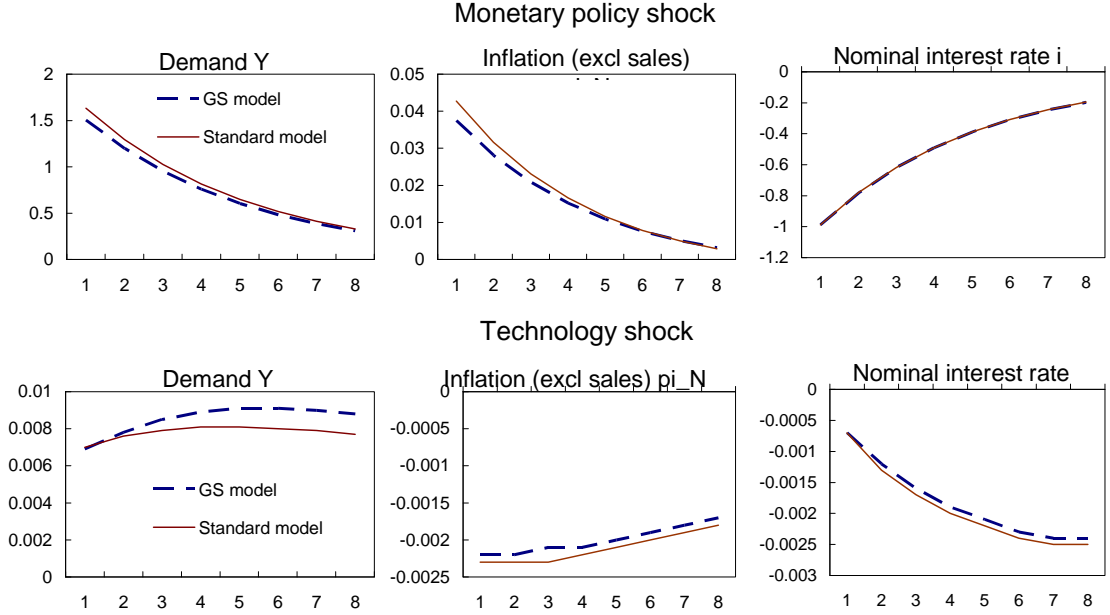 Monetary policy shock
Demand Y
2
1.5
1
0.5
0
GS model
Standard model
1 2 3 4 5 6 7 8
Inflation (excl sales)
0.05
0.04
0.03
0.02
0.01
0
1 2 3 4 5 6 7 8
Nominal interest rate i
0
-0.2
-0.4
-0.6
-0.8
-1
-1.2
1 2 3 4 5 6 7 8
Technology shock
Demand Y
0.01
0.008
0.006
0.004
0.002
0
GS model
Standard model
1 2 3 4 5 6 7 8
Inflation (excl sales) pi_N
0
-0.0005
-0.001
-0.0015
-0.002
-0.0025
1 2 3 4 5 6 7 8
Nominal interest rate
0
-0.0005
-0.001
-0.0015
-0.002
-0.0025
-0.003
1 2 3 4 5 6 7 8